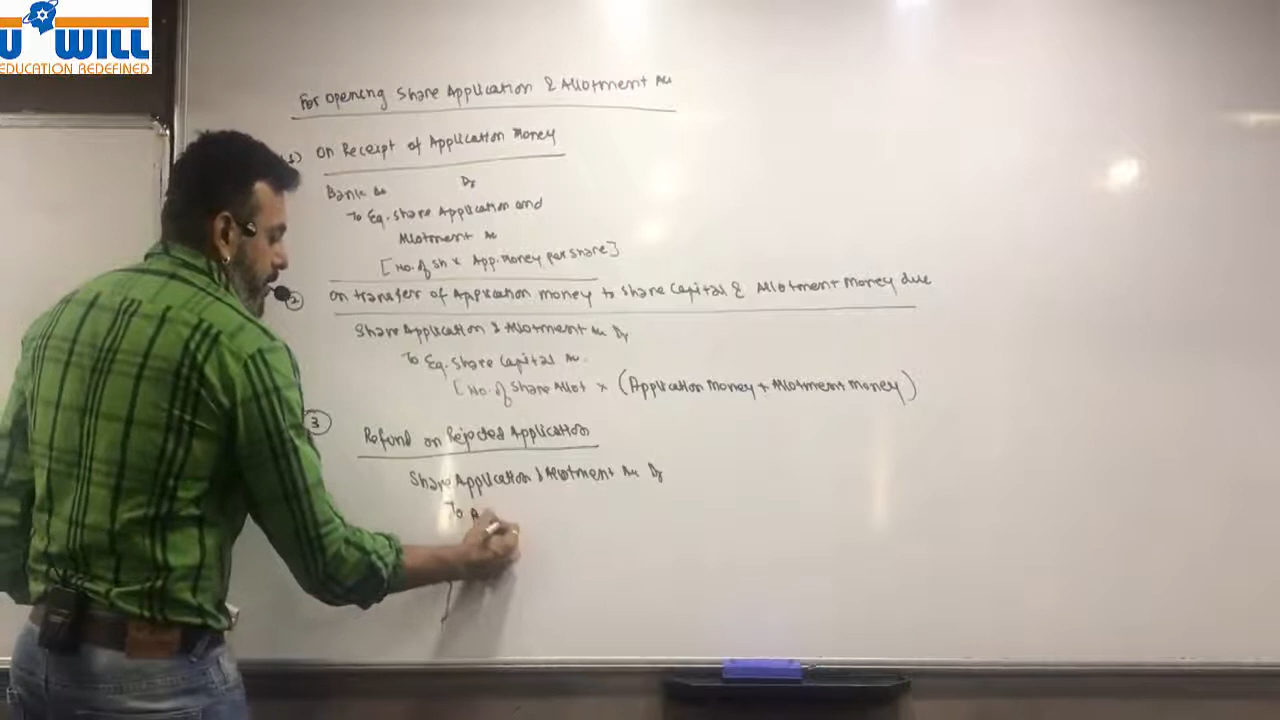 U WILL
EDUCATION REDEFINED
For opening Share Application & Allotment A/c
on Receipt of Application Money
Bank A/c Dr
To Eq. Share Application and
Allotment A/c
[No. of sh x App. Money per share]
② on transfer of Application money to Share Capital & Allotment money due
Share Application & Allotment A/c Dr
To Eq. Share Capital A/c.
[No. of Share Allot x (Application Money + Allotment money)
③ Refund on Rejected Application
Share Application & Allotment A/c Dr
To